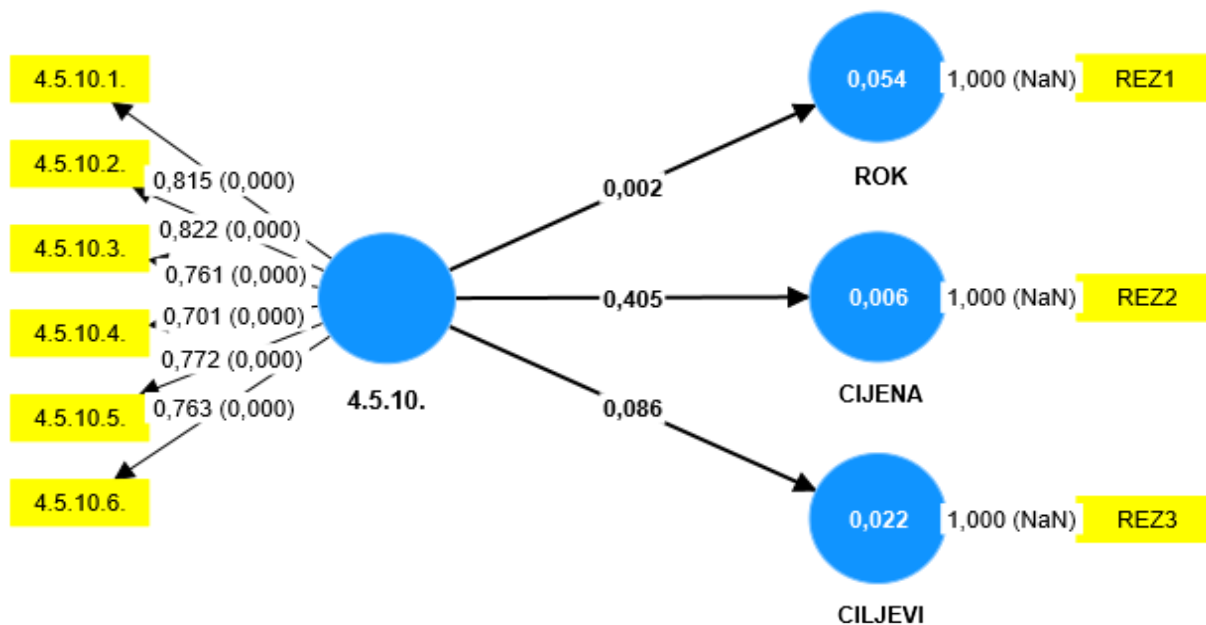 4.5.10.1.
4.5.10.2.
4.5.10.3.
4.5.10.4.
4.5.10.5.
4.5.10.6.
0,815 (0,000)
0,822 (0,000)
0,761 (0,000)
0,701 (0,000)
0,772 (0,000)
0,763 (0,000)
4.5.10.
0,002
0,405
0,086
0,054
ROK
1,000 (NaN)
REZ1
0,006
CIJENA
1,000 (NaN)
REZ2
0,022
CILJEVI
1,000 (NaN)
REZ3